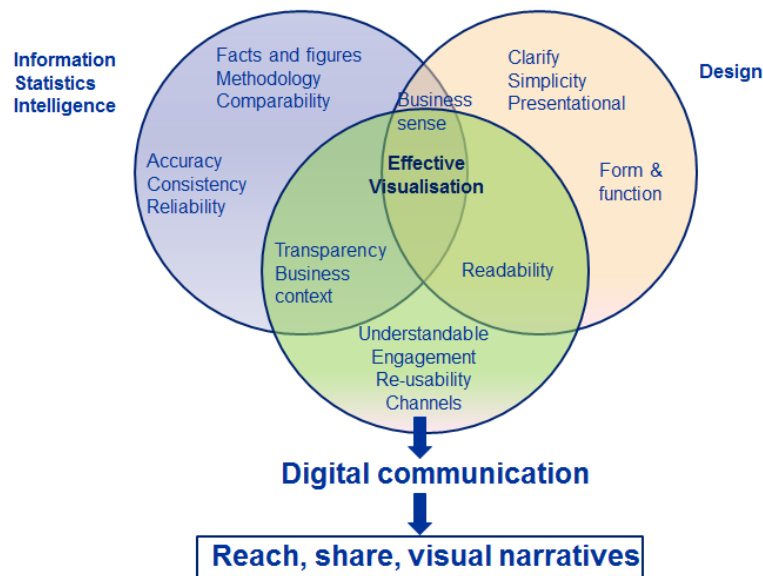 Information
Statistics
Intelligence
Facts and figures
Methodology
Comparability
Accuracy
Consistency
Reliability
Business
sense
Clarify
Simplicity
Presentational
Design
Form &
function
Effective
Visualisation
Transparency
Business
context
Readability
Understandable
Engagement
Re-usability
Channels
Digital communication
Reach, share, visual narratives